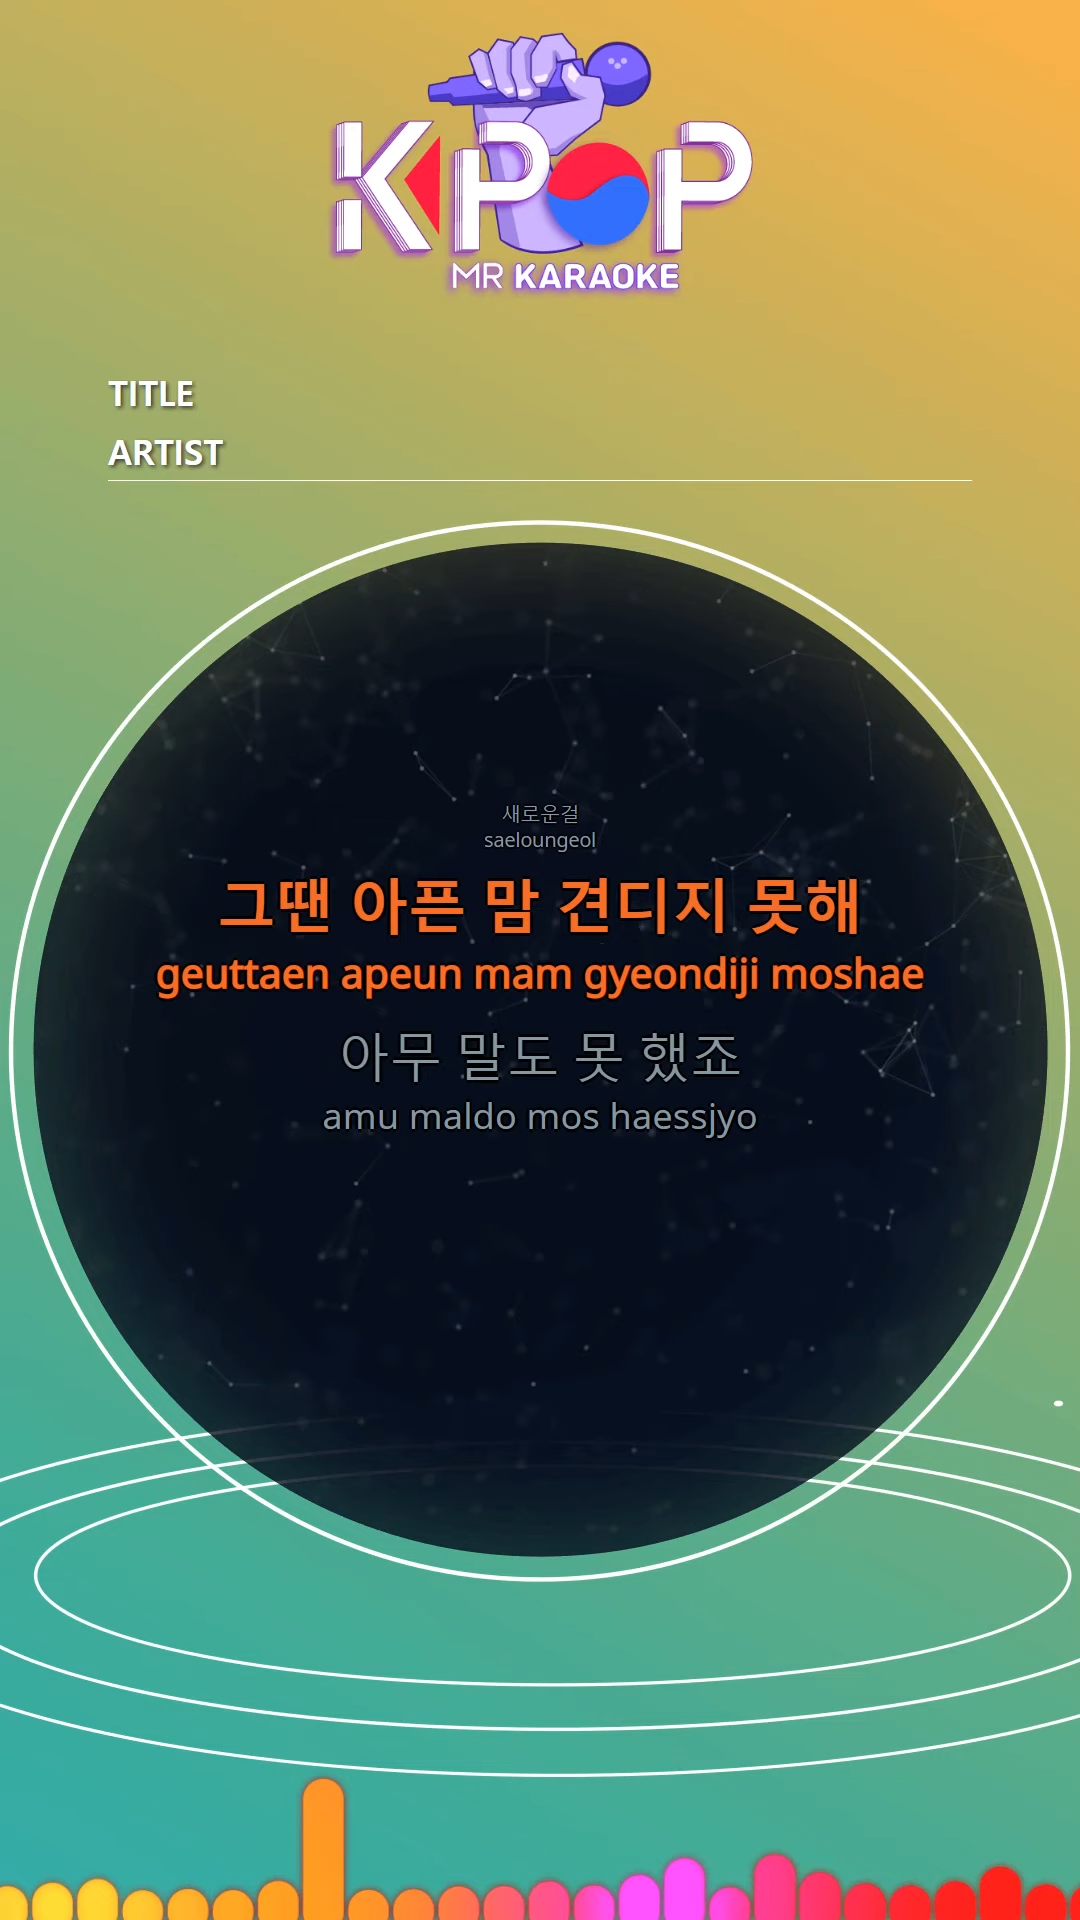 KPOP
MR KARAOKE
TITLE
ARTIST
새로운걸
saeloungeol
그땐 아픈 맘 견디지 못해
geuttaen apeun mam gyeondiji moshae
아무 말도 못 했죠
amu maldo mos haessjyo